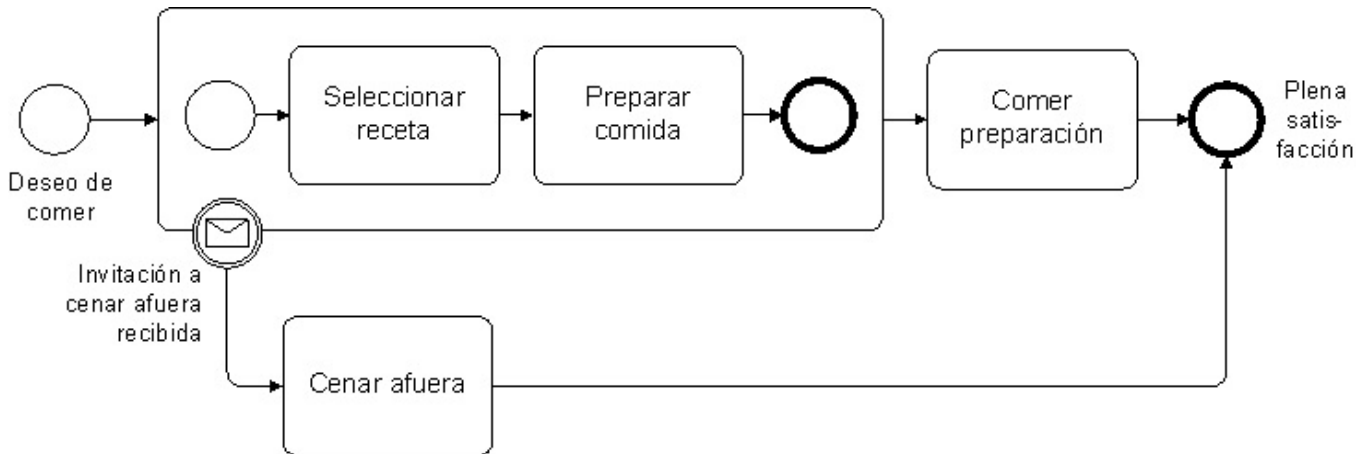 Deseo de
comer
Seleccionar
receta
Preparar
comida
Comer
preparación
Plena
satis-
facción
Invitación a
cenar afuera
recibida
Cenar afuera